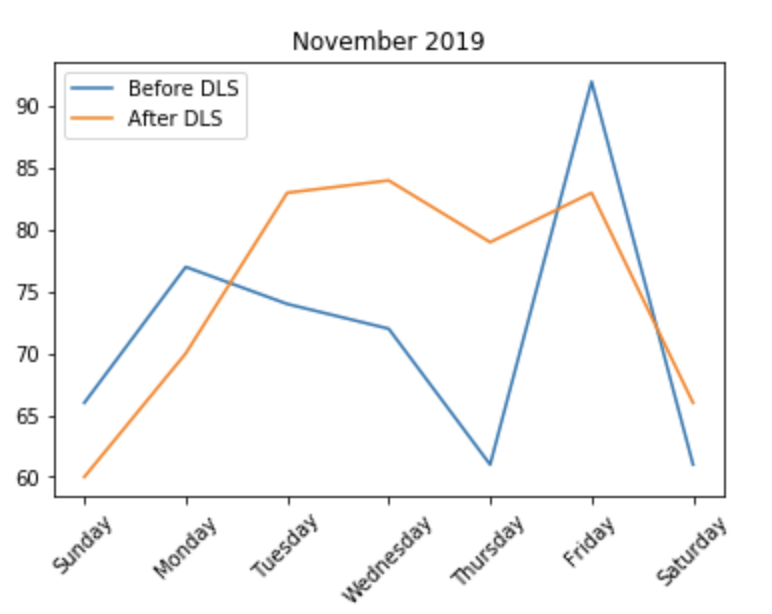 November 2019
Before DLS
After DLS
90
85
80
75
70
65
60
Sunday
Monday
Tuesday
Wednesday
Thursday
Friday
Saturday